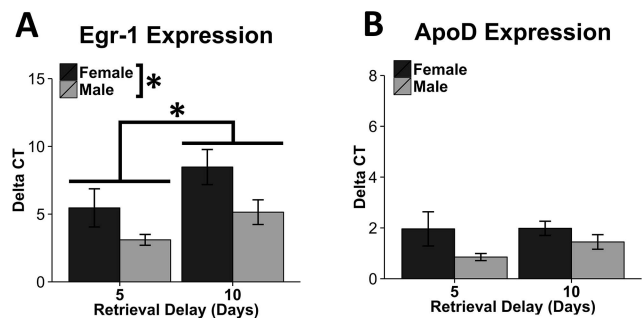 A
Egr-1 Expression
Female
Male
*
*
15
10
5
0
Delta CT
5
10
Retrieval Delay (Days)
B
ApoD Expression
Female
Male
8
6
4
2
0
Delta CT
5
10
Retrieval Delay (Days)